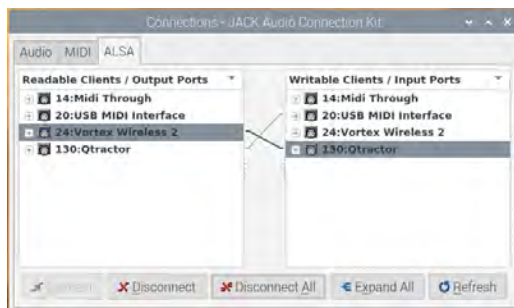 Connections - JACK Audio Connection Kit
Audio MIDI ALSA
Readable Clients / Output Ports
14:Midi Through
20:USB MIDI Interface
24:Vortex Wireless 2
130:Qtractor
Writable Clients / Input Ports
14:Midi Through
20:USB MIDI Interface
24:Vortex Wireless 2
130:Qtractor
Disconnect Disconnect All Expand All Refresh